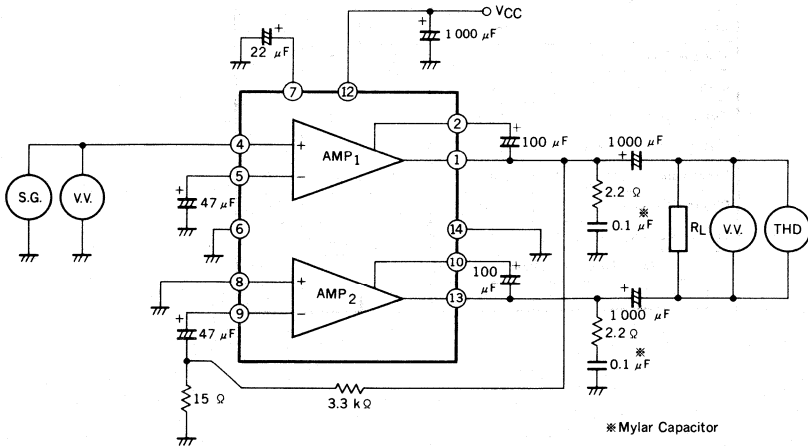 VCC
22 μF
1 000 μF
7
12
2
4
+
AMP1
100 μF
1000 μF
1
S.G.
V.V.
5
−
47 μF
2.2 Ω
※
0.1 μF
RL
V.V.
THD
6
14
10
100 μF
8
+
AMP2
13
9
−
47 μF
1 000 μF
2.2 Ω
※
0.1 μF
15 Ω
3.3 kΩ
※Mylar Capacitor